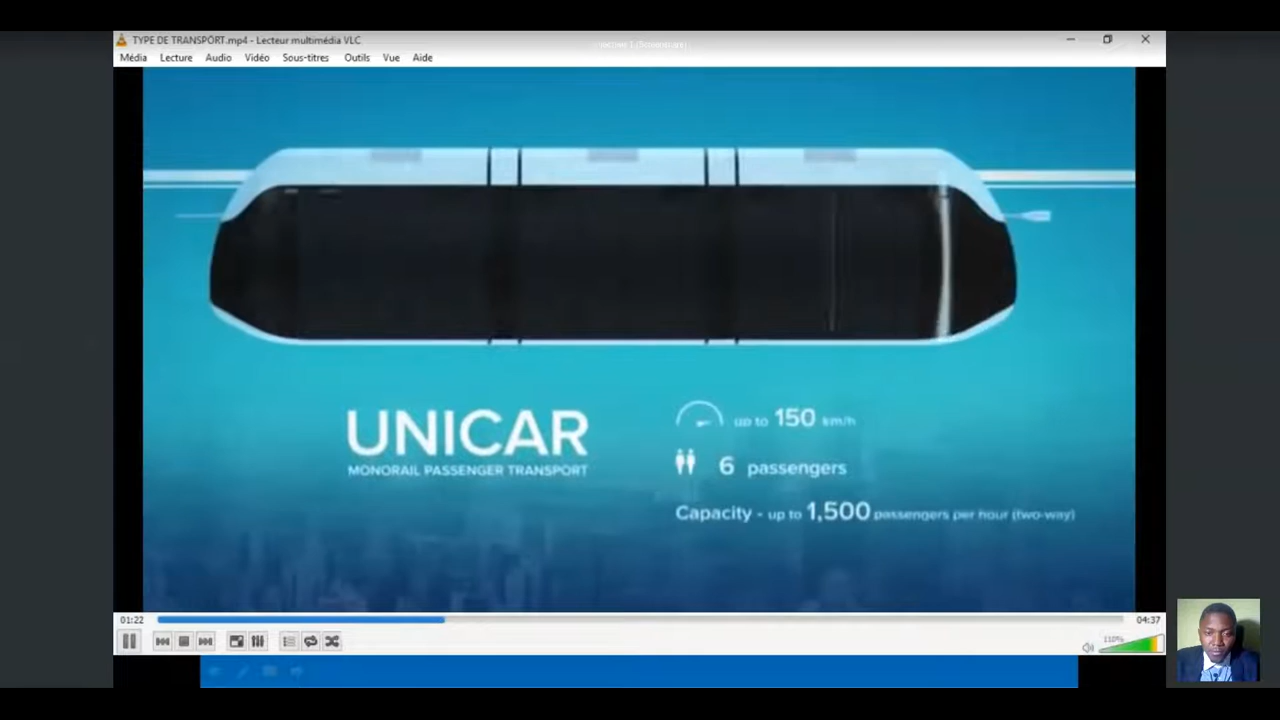 TYPE DE TRANSPORT.mp4 - Lecteur multimédia VLC
Média Lecture Audio Vidéo Sous-titres Outils Vue Aide
UNICAR
MONORAIL PASSENGER TRANSPORT
up to 150 km/h
6 passengers
Capacity - up to 1,500 passengers per hour (two-way)
01:22
04:37
110%